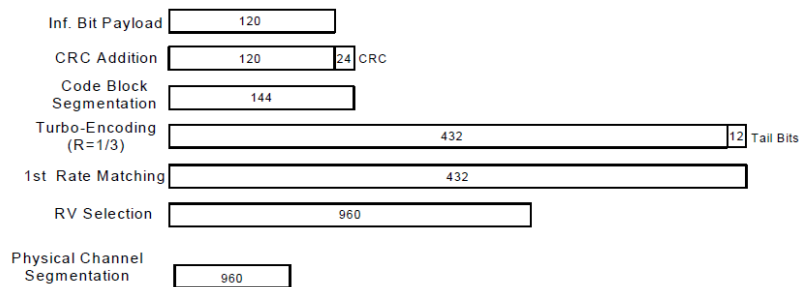 Inf. Bit Payload 120
CRC Addition 120 24 CRC
Code Block
Segmentation 144
Turbo-Encoding
(R=1/3) 432 12 Tail Bits
1st Rate Matching 432
RV Selection 960
Physical Channel
Segmentation 960